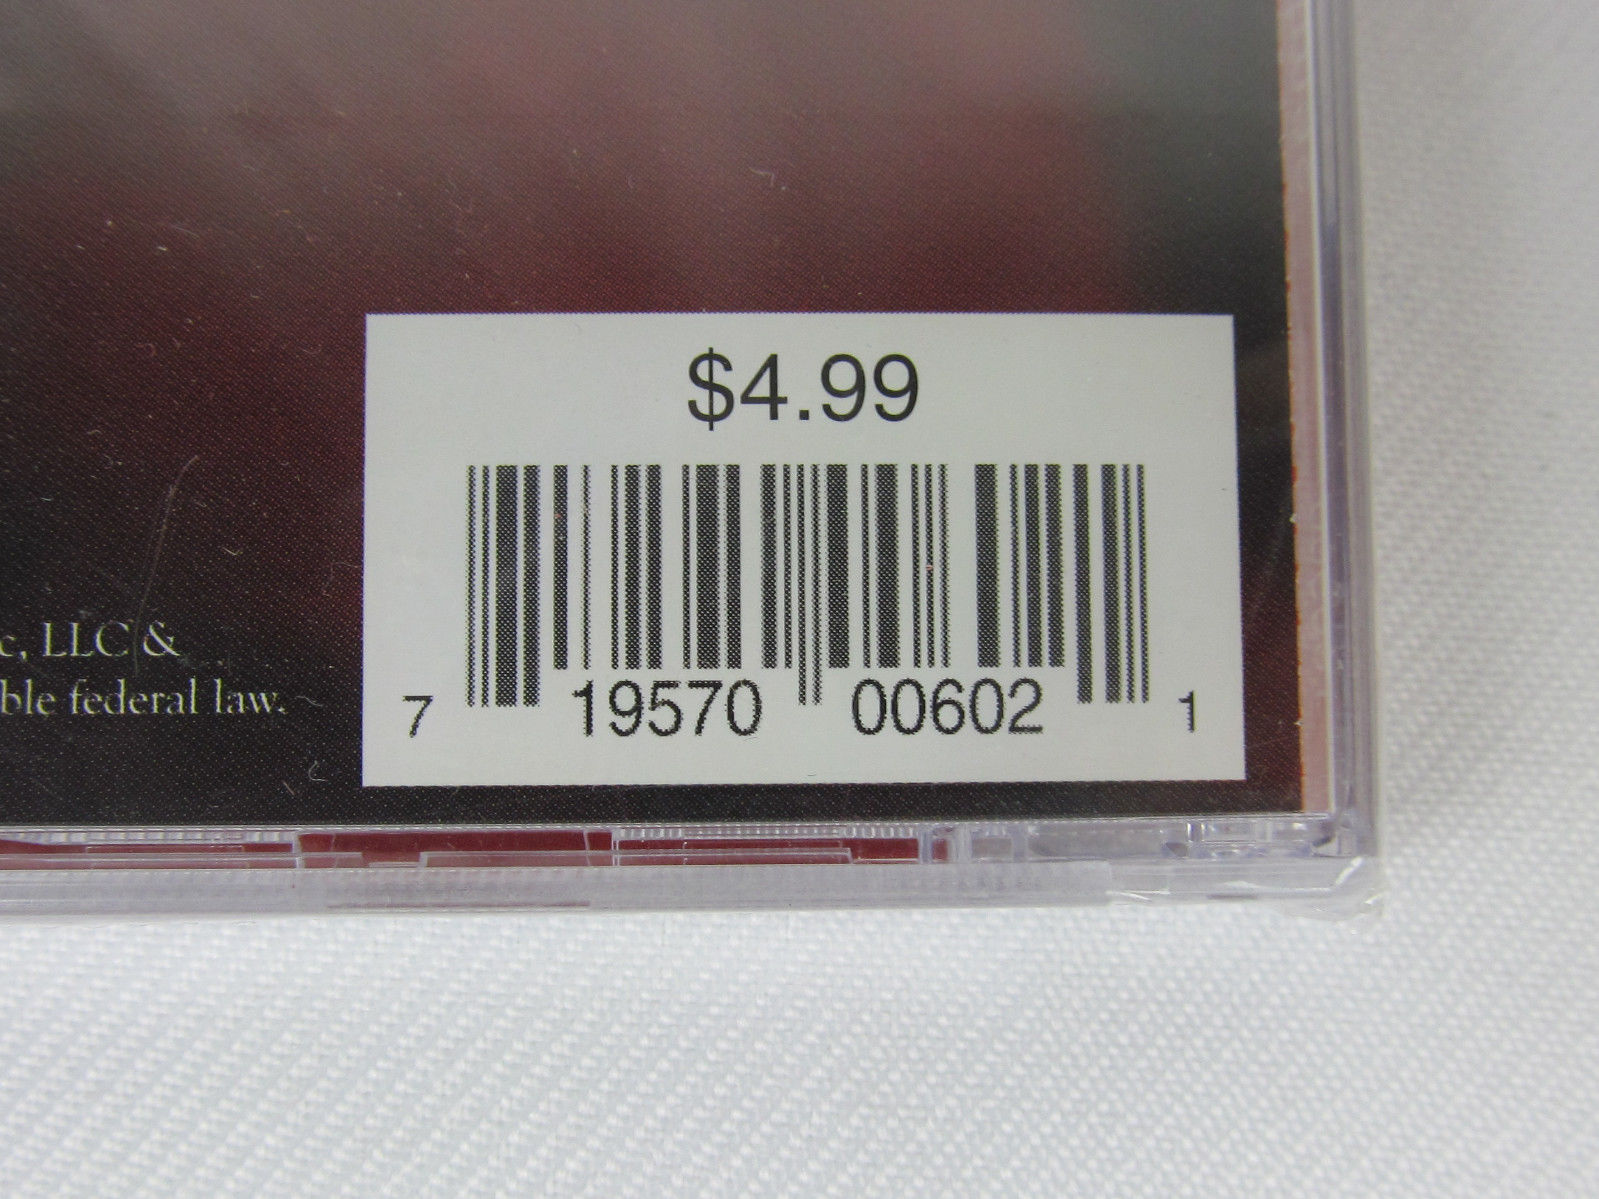 $4.99
c, LLC &
ble federal law.
7 19570 00602 1